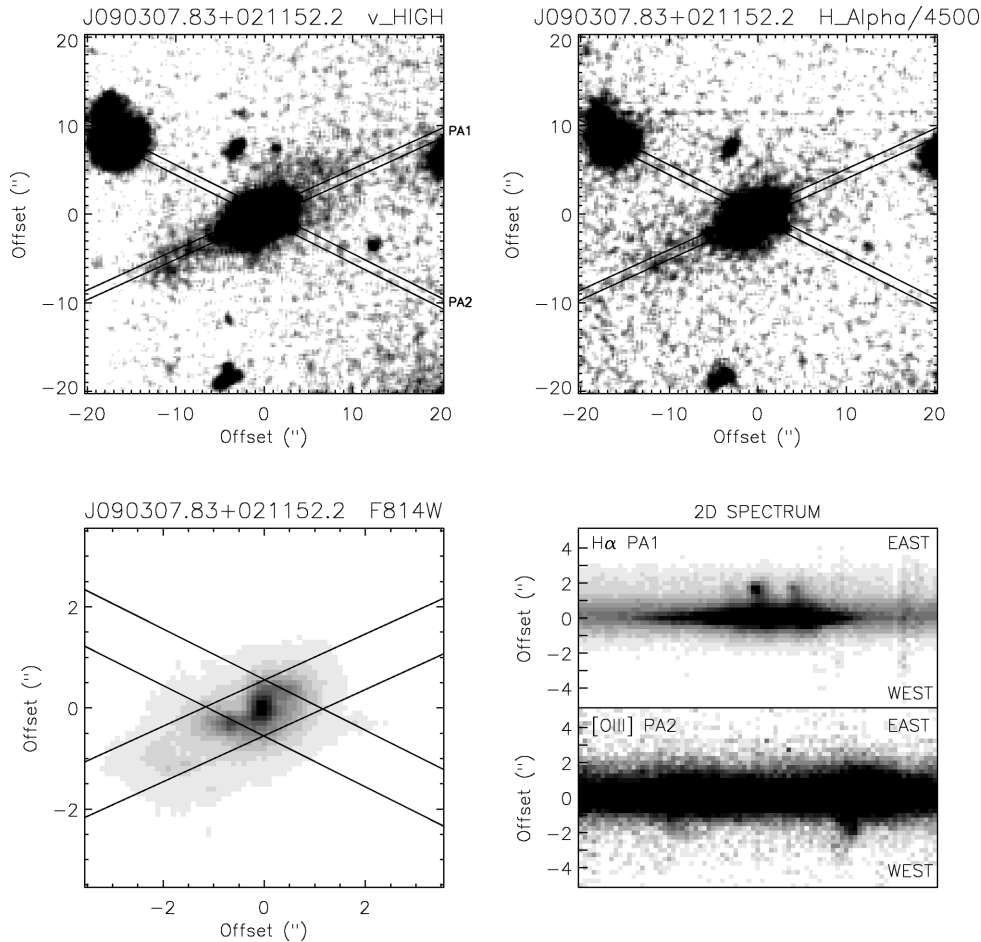 J090307.83+021152.2 v_HIGH
20
10
0
−10
−20
Offset (")
PA1
PA2
−20 −10 0 10 20
Offset (")
J090307.83+021152.2 H_Alpha/4500
20
10
0
−10
−20
Offset (")
−20 −10 0 10 20
Offset (")
J090307.83+021152.2 F814W
2
0
−2
Offset (")
−2 0 2
Offset (")
2D SPECTRUM
Hα PA1 EAST
4
2
0
−2
−4
Offset (")
WEST
[OIII] PA2 EAST
4
2
0
−2
−4
Offset (")
WEST